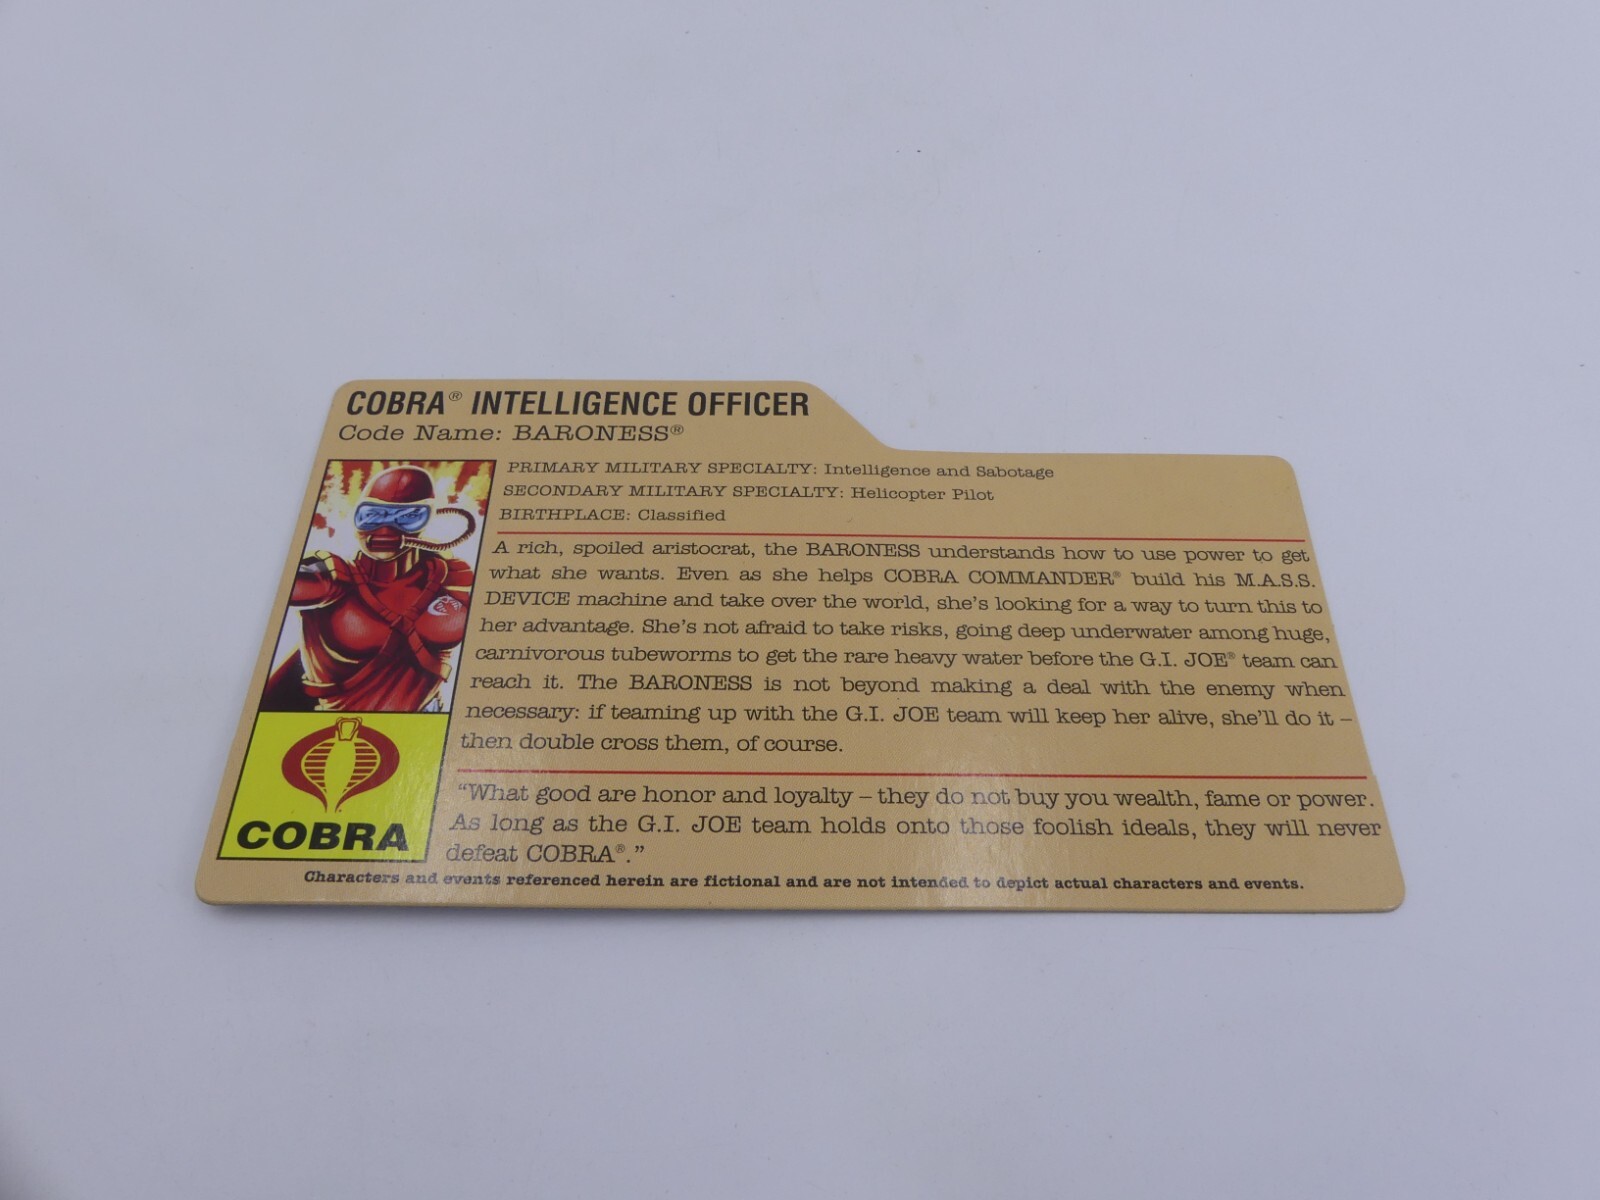 COBRA® INTELLIGENCE OFFICER
Code Name: BARONESS®
PRIMARY MILITARY SPECIALTY: Intelligence and Sabotage
SECONDARY MILITARY SPECIALTY: Helicopter Pilot
BIRTHPLACE: Classified
A rich, spoiled aristocrat, the BARONESS understands how to use power to get
what she wants. Even as she helps COBRA COMMANDER® build his M.A.S.S.
DEVICE machine and take over the world, she's looking for a way to turn this to
her advantage. She's not afraid to take risks, going deep underwater among huge,
carnivorous tubeworms to get the rare heavy water before the G.I. JOE® team can
reach it. The BARONESS is not beyond making a deal with the enemy when
necessary: if teaming up with the G.I. JOE team will keep her alive, she'll do it –
then double cross them, of course.
"What good are honor and loyalty – they do not buy you wealth, fame or power.
As long as the G.I. JOE team holds onto those foolish ideals, they will never
defeat COBRA®."
COBRA
Characters and events referenced herein are fictional and are not intended to depict actual characters and events.